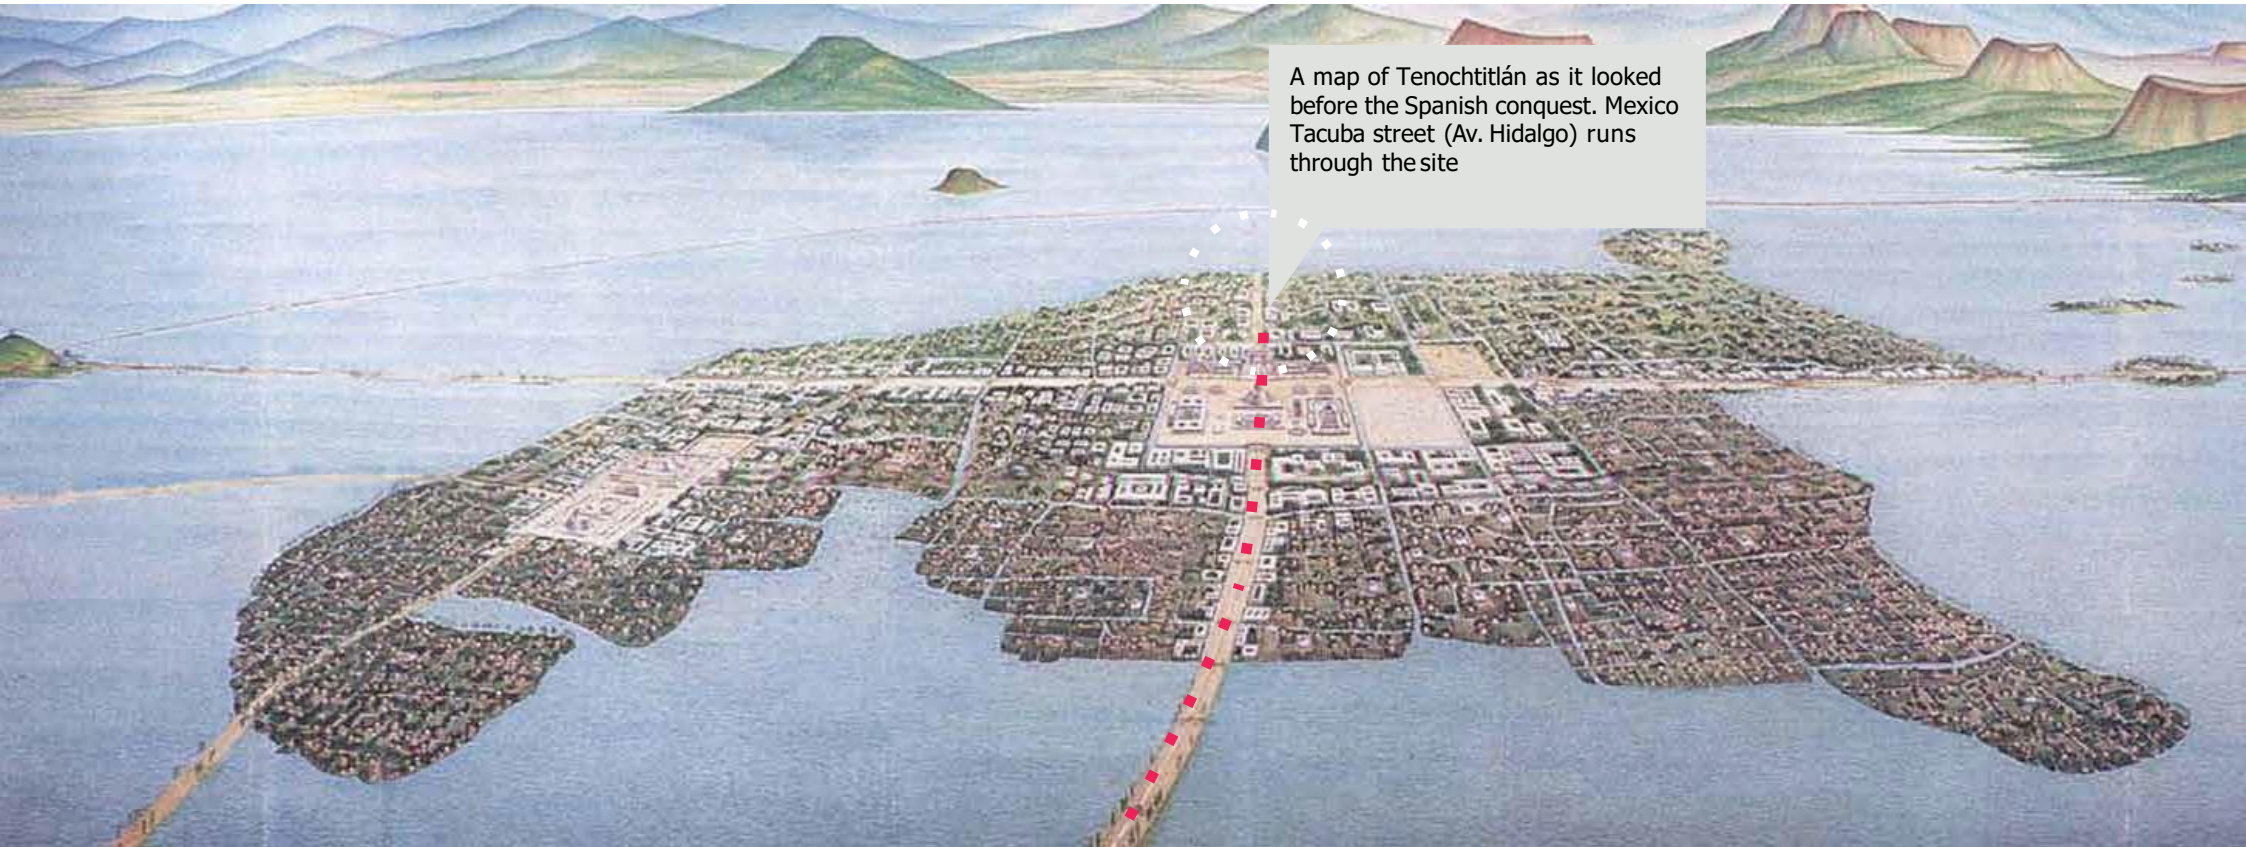 A map of Tenochtitlán as it looked
before the Spanish conquest. Mexico
Tacuba street (Av. Hidalgo) runs
through the site